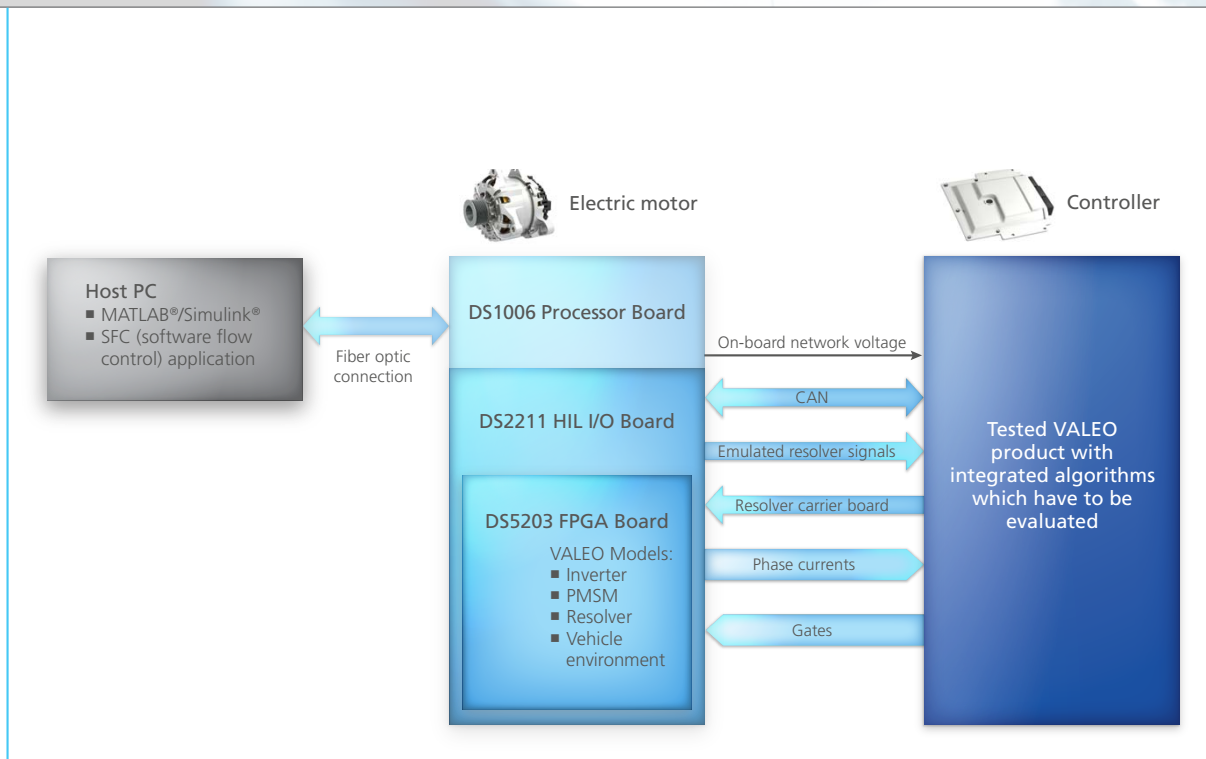 Electric motor
Controller
Host PC
■ MATLAB®/Simulink®
■ SFC (software flow
control) application
Fiber optic
connection
DS1006 Processor Board
DS2211 HIL I/O Board
DS5203 FPGA Board
VALEO Models:
■ Inverter
■ PMSM
■ Resolver
■ Vehicle
environment
On-board network voltage
CAN
Emulated resolver signals
Resolver carrier board
Phase currents
Gates
Tested VALEO
product with
integrated algorithms
which have to be
evaluated